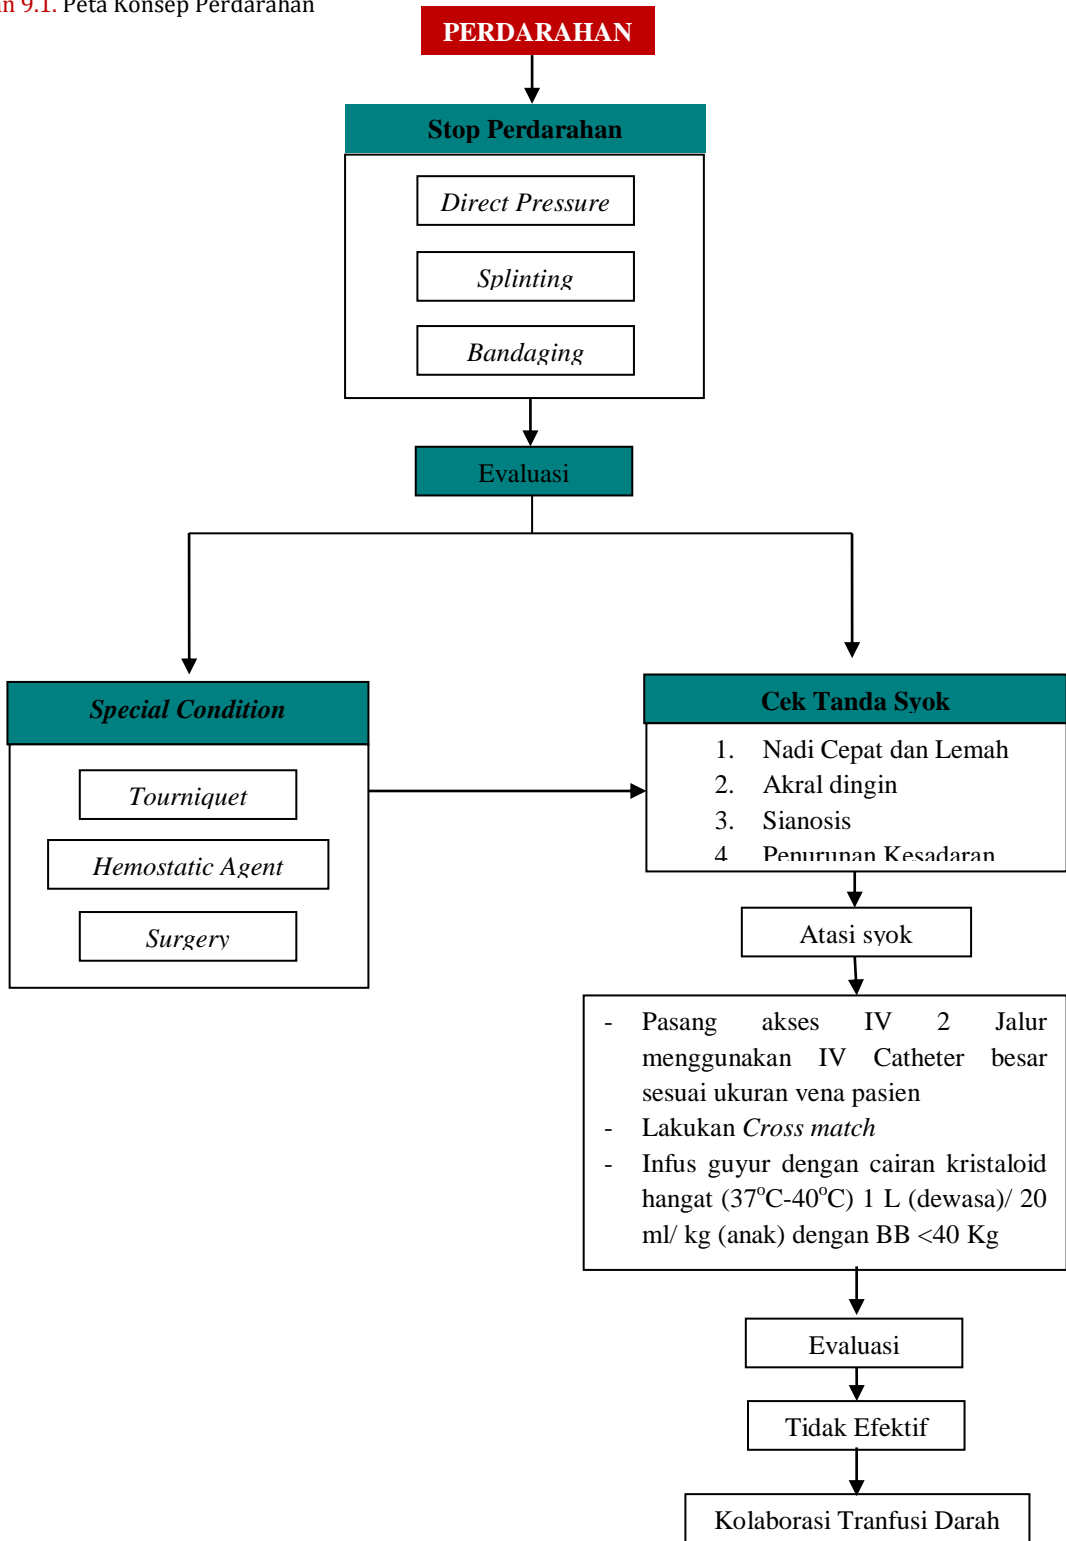 n 9.1. Peta Konsep Perdarahan
PERDARAHAN
Stop Perdarahan
Direct Pressure
Splinting
Bandaging
Evaluasi
Special Condition
Tourniquet
Hemostatic Agent
Surgery
Cek Tanda Syok
1. Nadi Cepat dan Lemah
2. Akral dingin
3. Sianosis
4 Penurunan Kesadaran
Atasi syok
- Pasang akses IV 2 Jalur
menggunakan IV Catheter besar
sesuai ukuran vena pasien
- Lakukan Cross match
- Infus guyur dengan cairan kristaloid
hangat (37°C-40°C) 1 L (dewasa)/ 20
ml/ kg (anak) dengan BB <40 Kg
Evaluasi
Tidak Efektif
Kolaborasi Tranfusi Darah